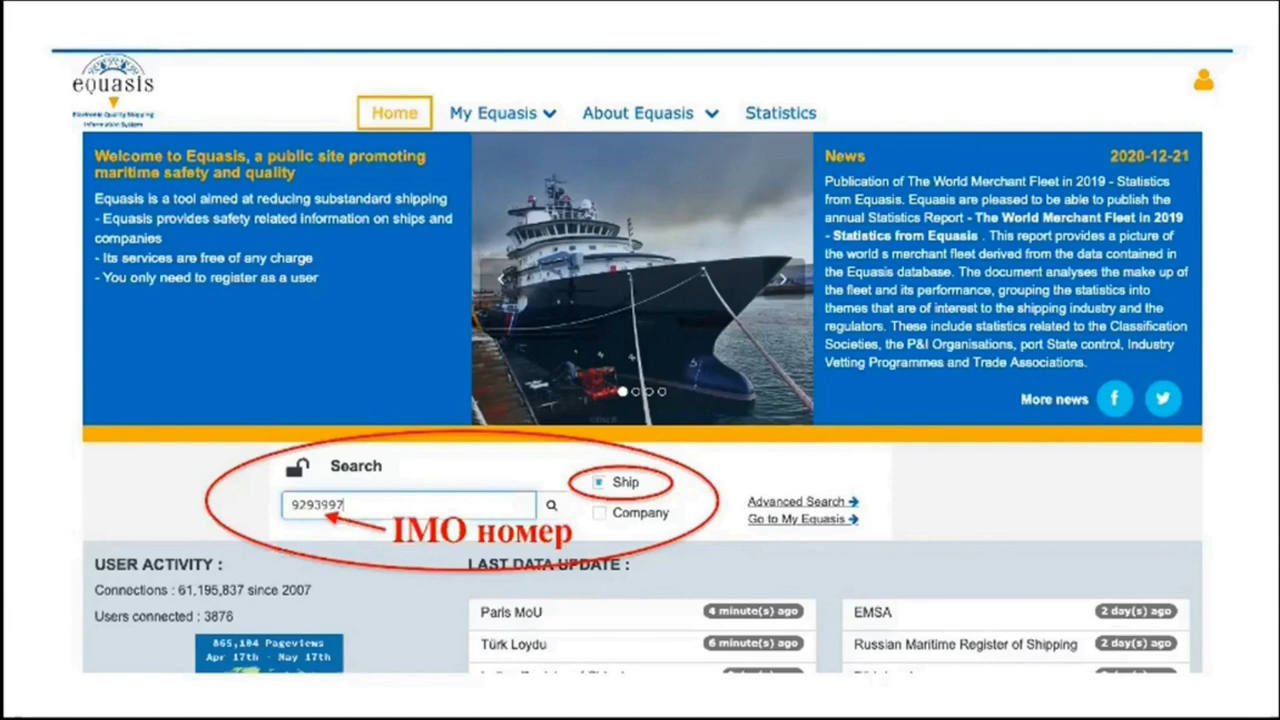 equasis
Electronic Quality Shipping
Information System
Home
My Equasis
About Equasis
Statistics
Welcome to Equasis, a public site promoting
maritime safety and quality
Equasis is a tool aimed at reducing substandard shipping
- Equasis provides safety related information on ships and
companies
- Its services are free of any charge
- You only need to register as a user
News 2020-12-21
Publication of The World Merchant Fleet in 2019 - Statistics
from Equasis. Equasis are pleased to be able to publish the
annual Statistics Report - The World Merchant Fleet in 2019
- Statistics from Equasis . This report provides a picture of
the world s merchant fleet derived from the data contained in
the Equasis database. The document analyses the make up of
the fleet and its performance, grouping the statistics into
themes that are of interest to the shipping industry and the
regulators. These include statistics related to the Classification
Societies, the P&I Organisations, port State control, Industry
Vetting Programmes and Trade Associations.
More news
Search
Ship
9293997
Company
IMO номер
Advanced Search
Go to My Equasis
USER ACTIVITY :
Connections : 61,195,837 since 2007
Users connected : 3876
865,104 Pageviews
Apr 17th - May 17th
LAST DATA UPDATE :
Paris MoU 4 minute(s) ago
Türk Loydu 6 minute(s) ago
EMSA 2 day(s) ago
Russian Maritime Register of Shipping 2 day(s) ago